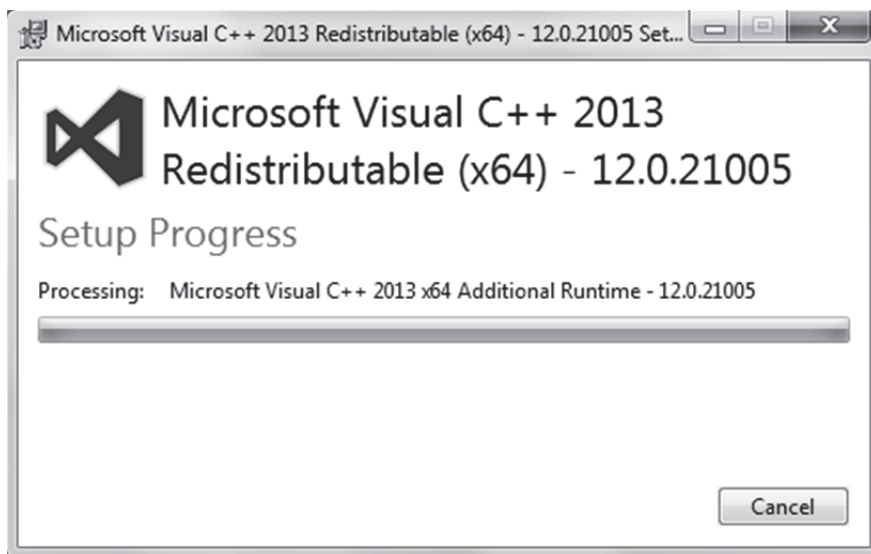 Microsoft Visual C++ 2013 Redistributable (x64) - 12.0.21005 Set...
Microsoft Visual C++ 2013
Redistributable (x64) - 12.0.21005
Setup Progress
Processing: Microsoft Visual C++ 2013 x64 Additional Runtime - 12.0.21005
Cancel